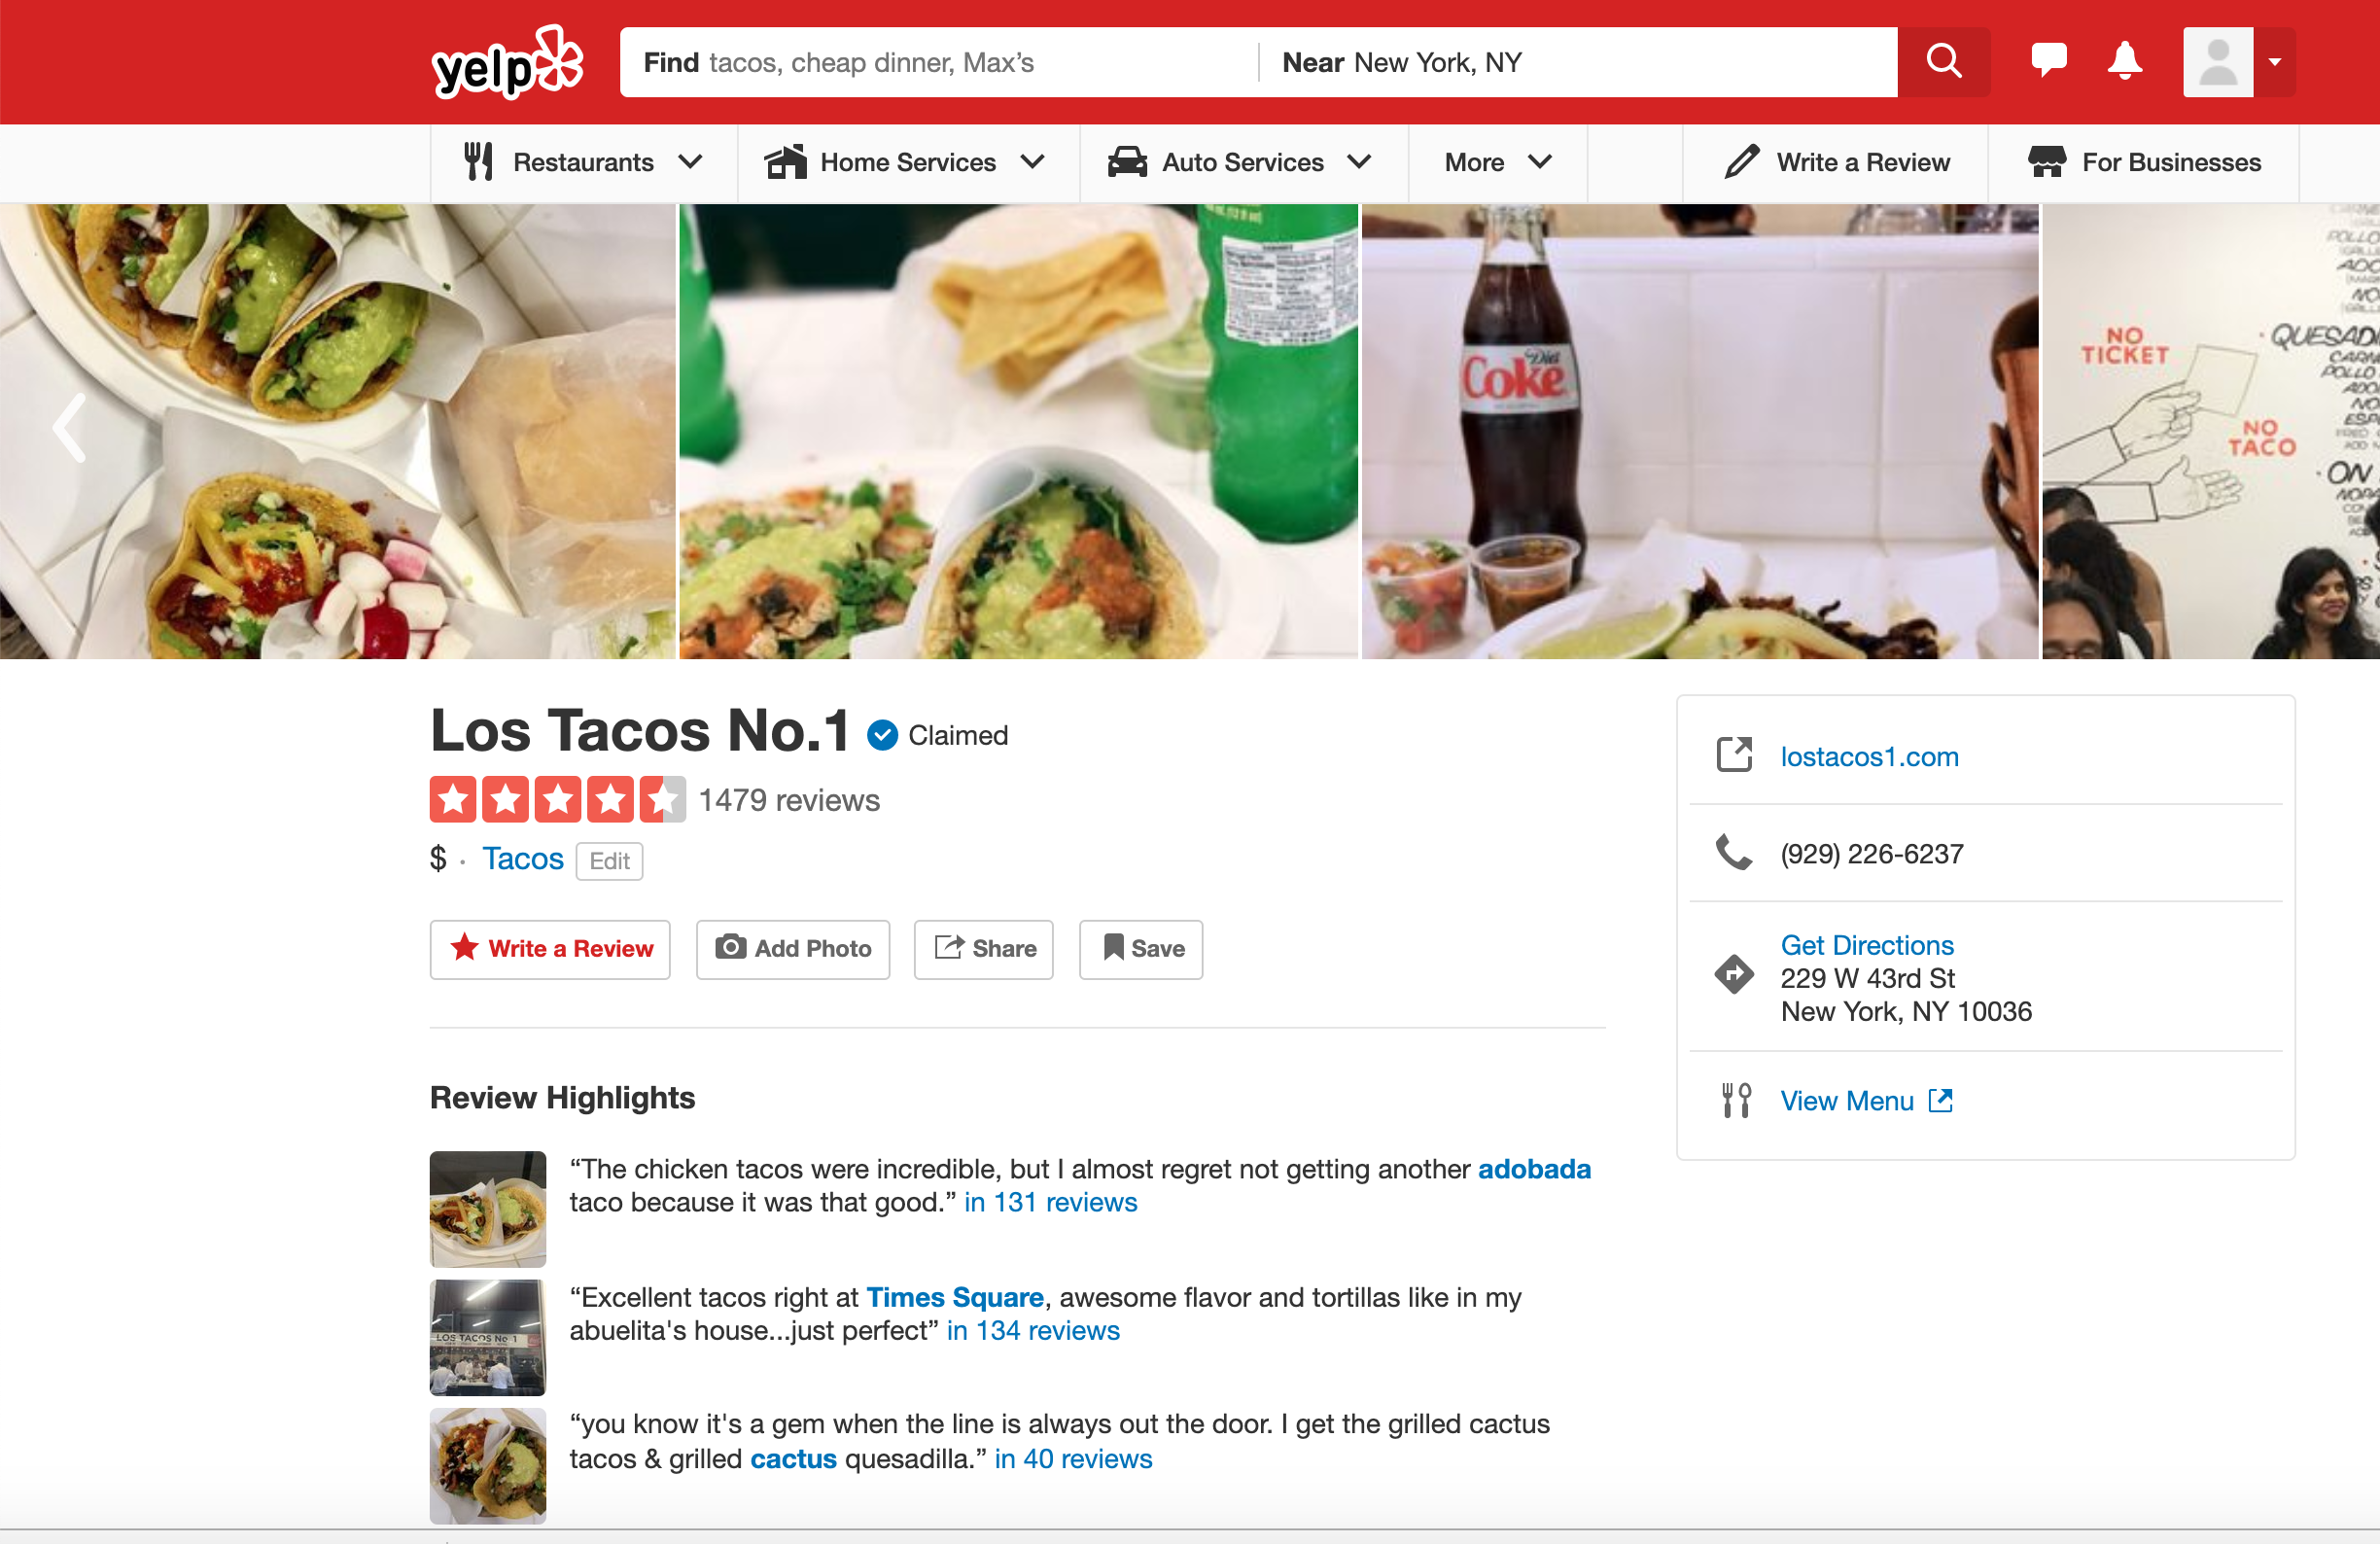 yelp
Find tacos, cheap dinner, Max's
Near New York, NY
Restaurants
Home Services
Auto Services
More
Write a Review
For Businesses
Diet
Coke
NO
TICKET
NO
TACO
POLLO
CARNE
POLLO
ON
Los Tacos No.1 Claimed
1479 reviews
$ · Tacos Edit
Write a Review
Add Photo
Share
Save
lostacos1.com
(929) 226-6237
Get Directions
229 W 43rd St
New York, NY 10036
View Menu
Review Highlights
“The chicken tacos were incredible, but I almost regret not getting another adobada
taco because it was that good.” in 131 reviews
LOS TACOS No 1
“Excellent tacos right at Times Square, awesome flavor and tortillas like in my
abuelita's house...just perfect” in 134 reviews
“you know it's a gem when the line is always out the door. I get the grilled cactus
tacos & grilled cactus quesadilla.” in 40 reviews